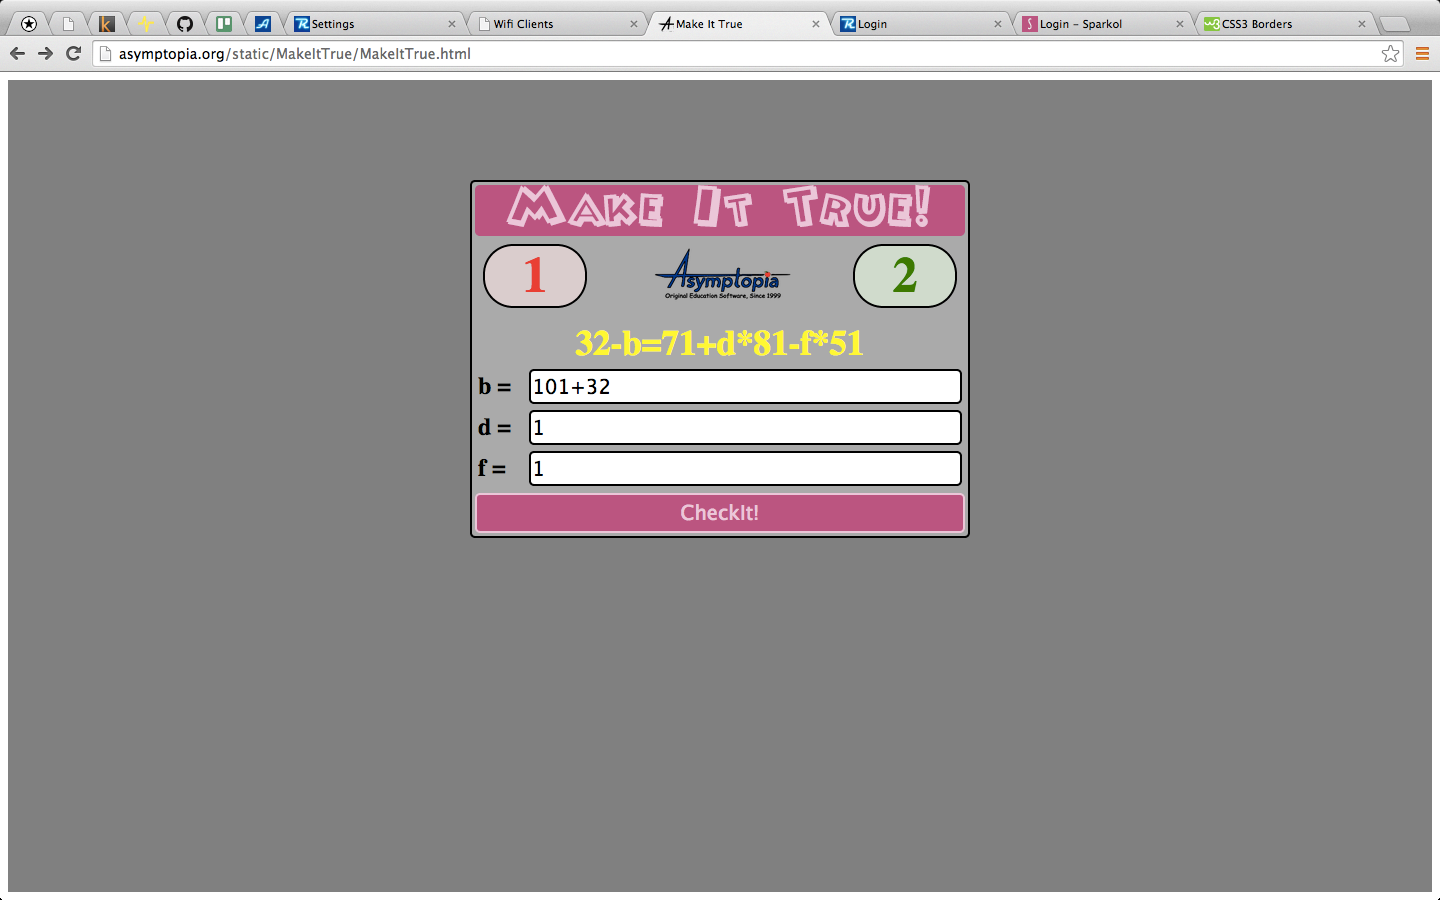 Settings
Wifi Clients
Make It True
Login
Login – Sparkol
CSS3 Borders
asymptopia.org/static/MakeItTrue/MakeItTrue.html
Make It True!
1
Asymptopia
Original Education Software, Since 1999
2
32-b=71+d*81-f*51
b = 101+32
d = 1
f = 1
CheckIt!